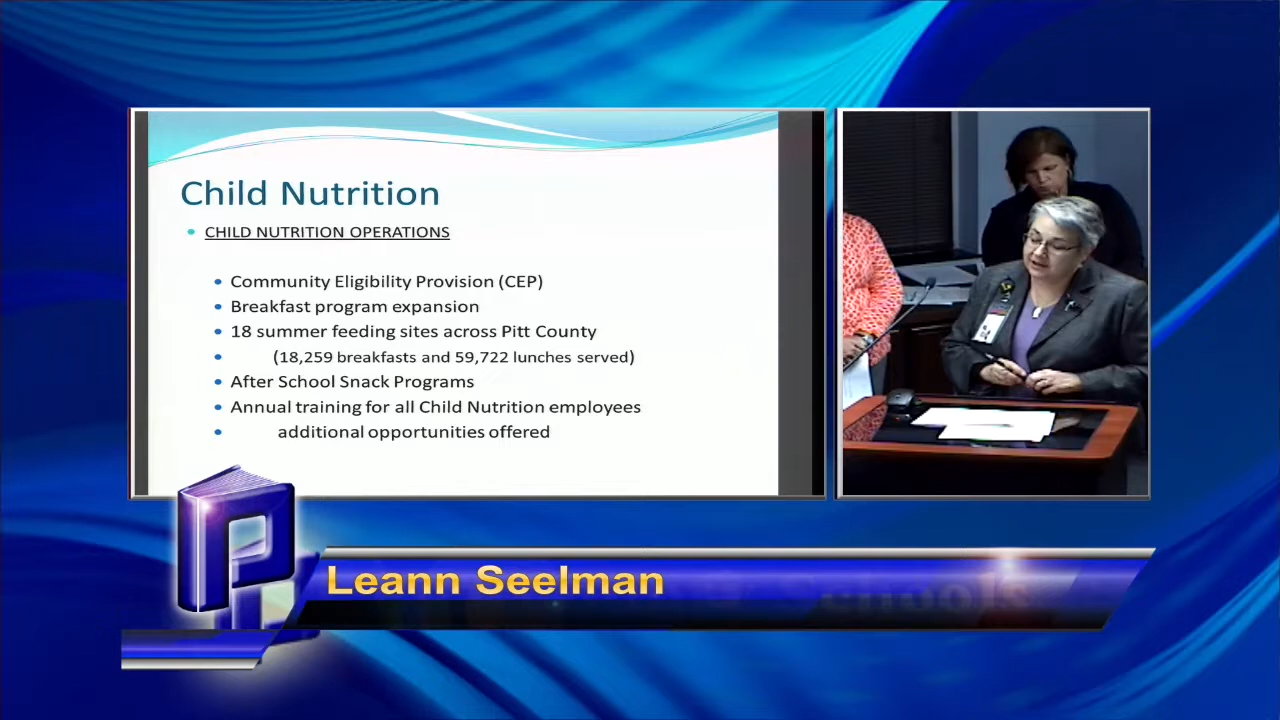 Child Nutrition
CHILD NUTRITION OPERATIONS
Community Eligibility Provision (CEP)
Breakfast program expansion
18 summer feeding sites across Pitt County
(18,259 breakfasts and 59,722 lunches served)
After School Snack Programs
Annual training for all Child Nutrition employees
additional opportunities offered
P
Leann Seelman
Schools